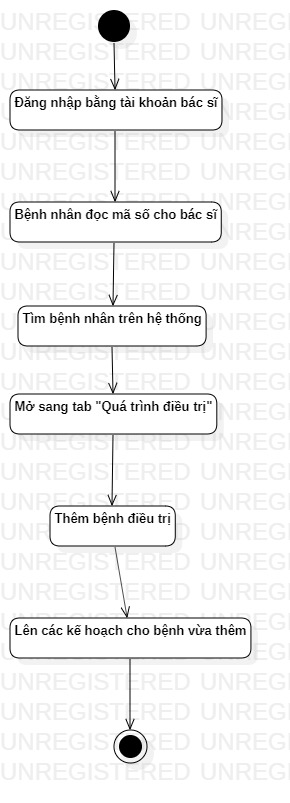 Đăng nhập bằng tài khoản bác sĩ
Bệnh nhân đọc mã số cho bác sĩ
Tìm bệnh nhân trên hệ thống
Mở sang tab "Quá trình điều trị"
Thêm bệnh điều trị
Lên các kế hoạch cho bệnh vừa thêm
UNREGISTERED UNREGISTERED